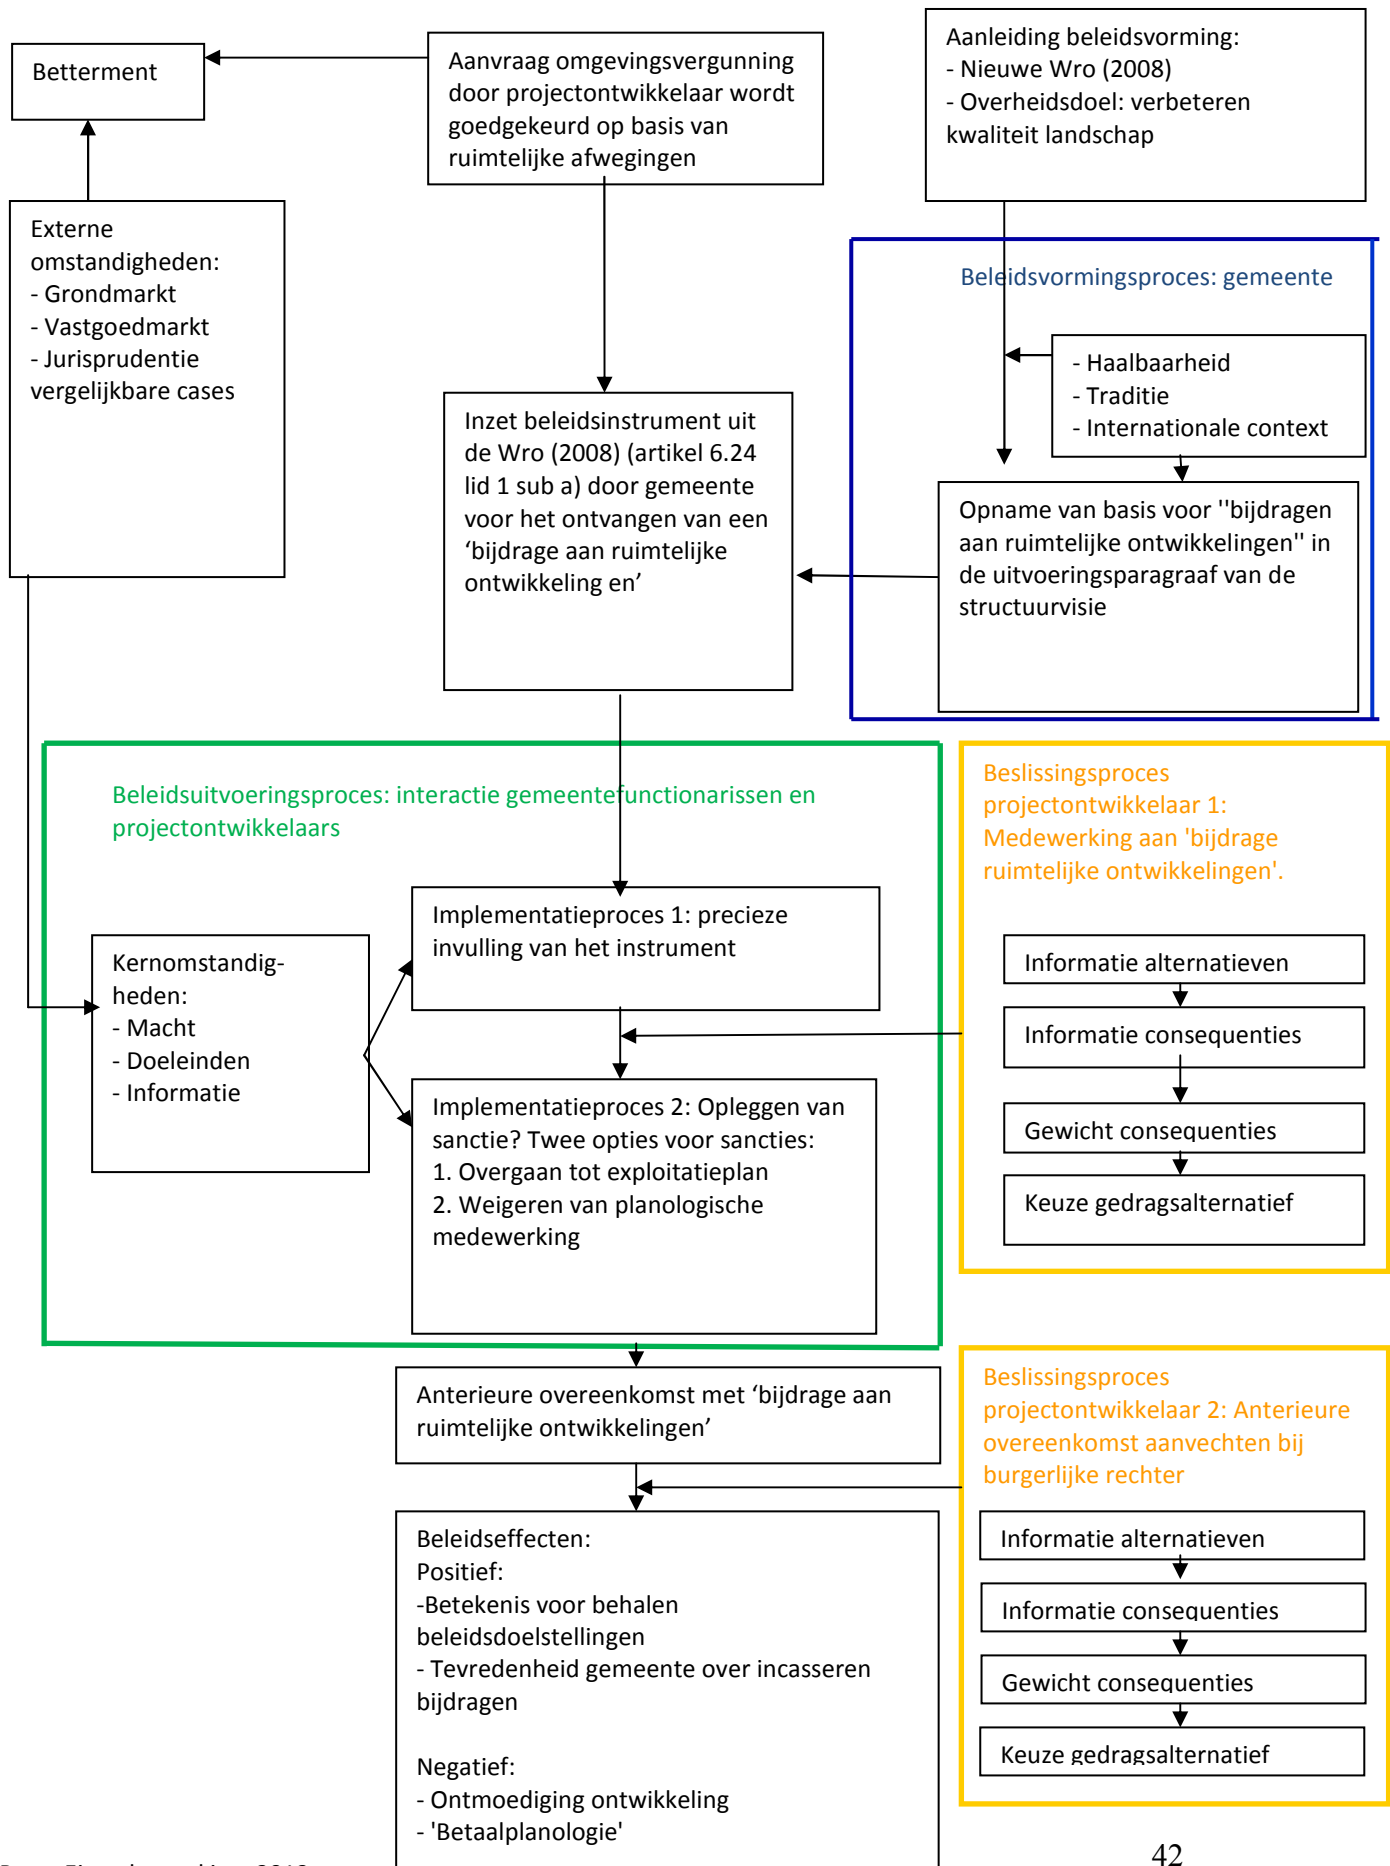 Betterment
Aanvraag omgevingsvergunning
door projectontwikkelaar wordt
goedgekeurd op basis van
ruimtelijke afwegingen
Aanleiding beleidsvorming:
- Nieuwe Wro (2008)
- Overheidsdoel: verbeteren
kwaliteit landschap
Externe
omstandigheden:
- Grondmarkt
- Vastgoedmarkt
- Jurisprudentie
vergelijkbare cases
Beleidsvormingsproces: gemeente
- Haalbaarheid
- Traditie
- Internationale context
Inzet beleidsinstrument uit
de Wro (2008) (artikel 6.24
lid 1 sub a) door gemeente
voor het ontvangen van een
‘bijdrage aan ruimtelijke
ontwikkeling en’
Opname van basis voor ''bijdragen
aan ruimtelijke ontwikkelingen'' in
de uitvoeringsparagraaf van de
structuurvisie
Beleidsuitvoeringsproces: interactie gemeentefunctionarissen en
projectontwikkelaars
Kernomstandig-
heden:
- Macht
- Doeleinden
- Informatie
Implementatieproces 1: precieze
invulling van het instrument
Implementatieproces 2: Opleggen van
sanctie? Twee opties voor sancties:
1. Overgaan tot exploitatieplan
2. Weigeren van planologische
medewerking
Beslissingsproces
projectontwikkelaar 1:
Medewerking aan 'bijdrage
ruimtelijke ontwikkelingen'.
Informatie alternatieven
Informatie consequenties
Gewicht consequenties
Keuze gedragsalternatief
Anterieure overeenkomst met ‘bijdrage aan
ruimtelijke ontwikkelingen’
Beslissingsproces
projectontwikkelaar 2: Anterieure
overeenkomst aanvechten bij
burgerlijke rechter
Informatie alternatieven
Informatie consequenties
Gewicht consequenties
Keuze gedragsalternatief
Beleidseffecten:
Positief:
-Betekenis voor behalen
beleidsdoelstellingen
- Tevredenheid gemeente over incasseren
bijdragen
Negatief:
- Ontmoediging ontwikkeling
- 'Betaalplanologie'
42